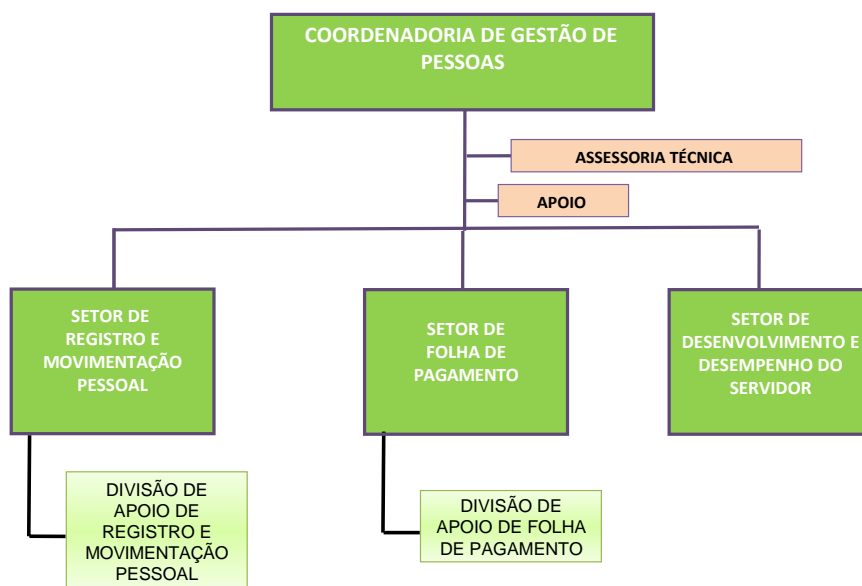 COORDENADORIA DE GESTÃO DE
PESSOAS
ASSESSORIA TÉCNICA
APOIO
SETOR DE
REGISTRO E
MOVIMENTAÇÃO
PESSOAL
SETOR DE
FOLHA DE
PAGAMENTO
SETOR DE
DESENVOLVIMENTO E
DESEMPENHO DO
SERVIDOR
DIVISÃO DE
APOIO DE
REGISTRO E
MOVIMENTAÇÃO
PESSOAL
DIVISÃO DE
APOIO DE FOLHA
DE PAGAMENTO